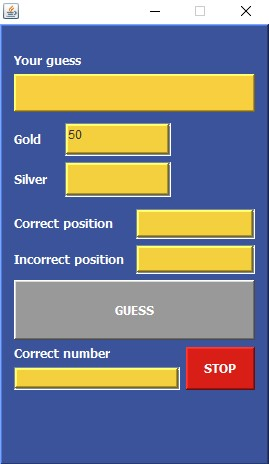 Your guess
Gold 50
Silver
Correct position
Incorrect position
GUESS
Correct number
STOP